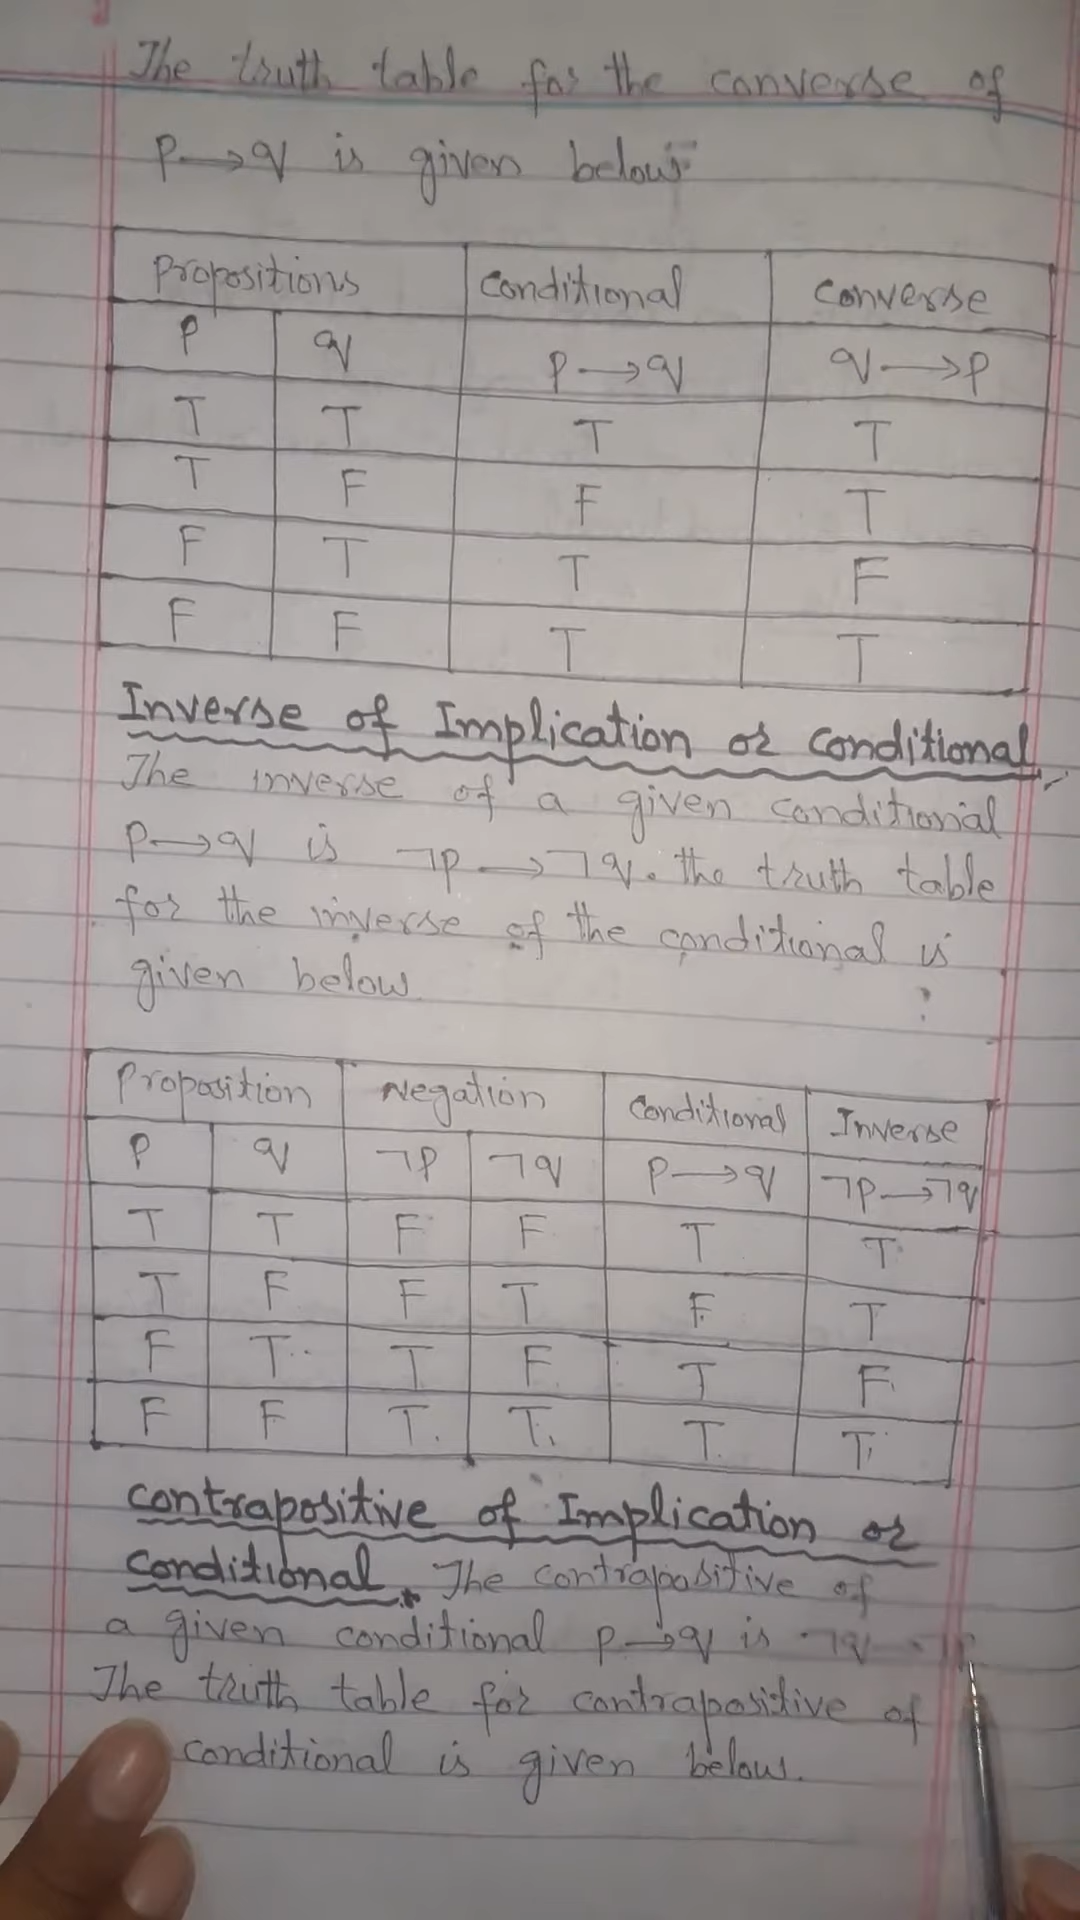 The truth table for the converse of
P→q is given below
Propositions Conditional Converse
P q P→q q→P
T T T T
T F F T
F T T F
F F T T
Inverse of Implication or Conditional
The inverse of a given conditional
P→q is ¬p→¬q. the truth table
for the inverse of the conditional is
given below
Proposition Negation Conditional Inverse
P q ¬P ¬q P→q ¬P→¬q
T T F F T T
T F F T F T
F T T F T F
F F T T T T
Contrapositive of Implication or
Conditional. The contrapositive of
a given conditional p→q is ¬q
The truth table for contrapositive of
conditional is given below.